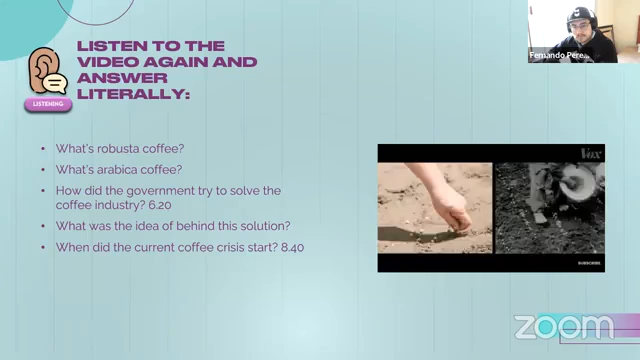 LISTEN TO THE
VIDEO AGAIN AND
ANSWER
LITERALLY:
LISTENING
• What's robusta coffee?
• What's arabica coffee?
• How did the government try to solve the
coffee industry? 6.20
• What was the idea of behind this solution?
• When did the current coffee crisis start? 8.40
Vox
SUBSCRIBE
Fernando Pere...
zoom